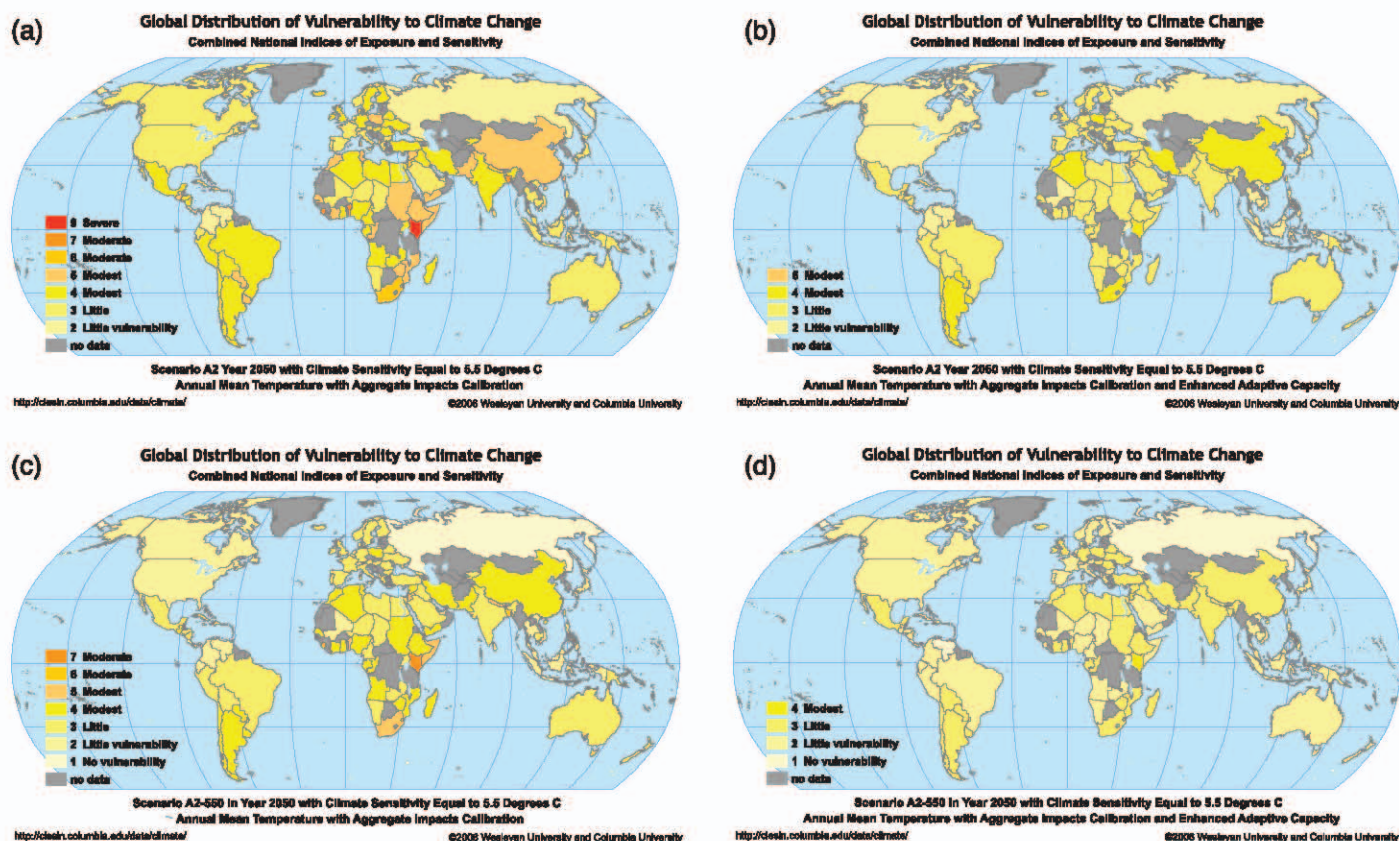 (a)
Global Distribution of Vulnerability to Climate Change
Combined National Indices of Exposure and Sensitivity
8 Severe
7 Moderate
6 Moderate
5 Modest
4 Modest
3 Little
2 Little vulnerability
no data
Scenario A2 Year 2050 with Climate Sensitivity Equal to 5.5 Degrees C
Annual Mean Temperature with Aggregate Impacts Calibration
http://ciesin.columbia.edu/data/climate/
©2006 Wesleyan University and Columbia University
(b)
Global Distribution of Vulnerability to Climate Change
Combined National Indices of Exposure and Sensitivity
5 Modest
4 Modest
3 Little
2 Little vulnerability
no data
Scenario A2 Year 2050 with Climate Sensitivity Equal to 5.5 Degrees C
Annual Mean Temperature with Aggregate Impacts Calibration and Enhanced Adaptive Capacity
http://ciesin.columbia.edu/data/climate/
©2006 Wesleyan University and Columbia University
(c)
Global Distribution of Vulnerability to Climate Change
Combined National Indices of Exposure and Sensitivity
7 Moderate
6 Moderate
5 Modest
4 Modest
3 Little
2 Little vulnerability
1 No vulnerability
no data
Scenario A2-550 in Year 2050 with Climate Sensitivity Equal to 5.5 Degrees C
Annual Mean Temperature with Aggregate Impacts Calibration
http://ciesin.columbia.edu/data/climate/
©2006 Wesleyan University and Columbia University
(d)
Global Distribution of Vulnerability to Climate Change
Combined National Indices of Exposure and Sensitivity
4 Modest
3 Little
2 Little vulnerability
1 No vulnerability
no data
Scenario A2-550 in Year 2050 with Climate Sensitivity Equal to 5.5 Degrees C
Annual Mean Temperature with Aggregate Impacts Calibration and Enhanced Adaptive Capacity
http://ciesin.columbia.edu/data/climate/
©2006 Wesleyan University and Columbia University